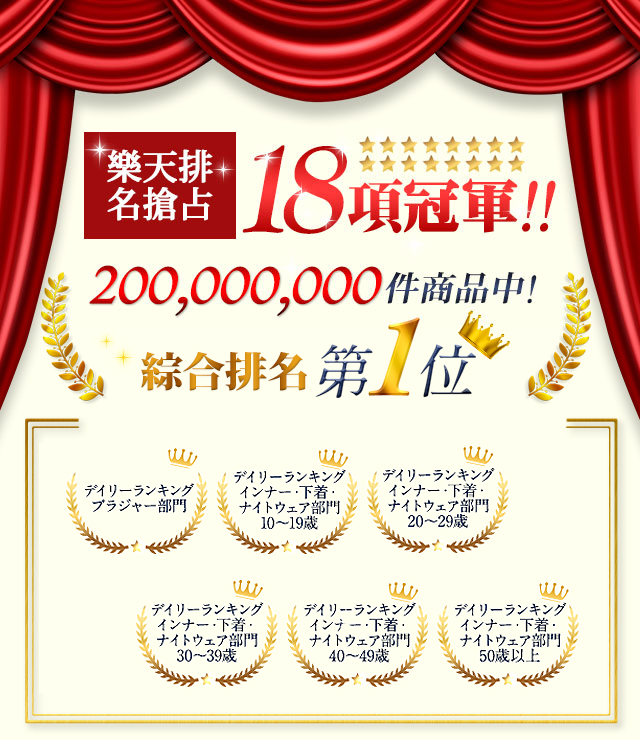 樂天排
名搶占
18項冠軍!!
200,000,000件商品中!
綜合排名第1位
デイリーランキング
ブラジャー部門
デイリーランキング
インナー・下着・
ナイトウェア部門
10〜19歳
デイリーランキング
インナー・下着・
ナイトウェア部門
20〜29歳
デイリーランキング
インナー・下着・
ナイトウェア部門
30〜39歳
デイリーランキング
インナー・下着・
ナイトウェア部門
40〜49歳
デイリーランキング
インナー・下着・
ナイトウェア部門
50歳以上